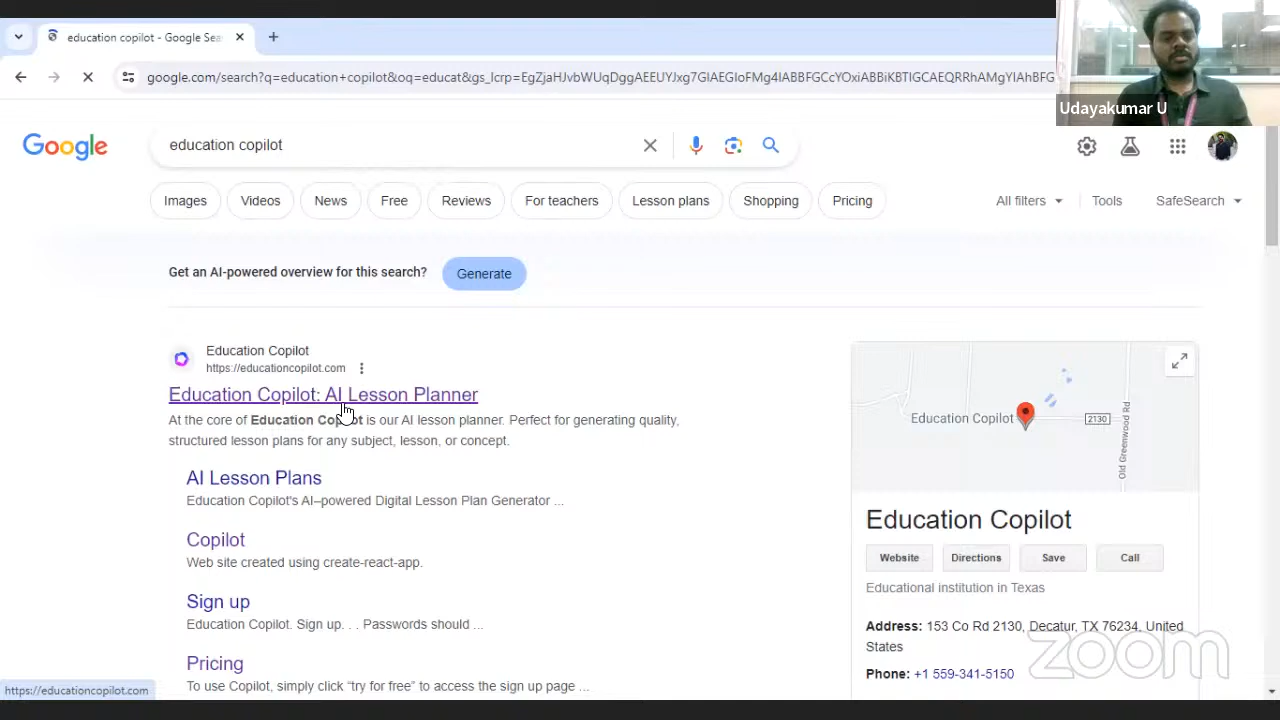 education copilot - Google Sea
google.com/search?q=education+copilot&oq=educat&gs_lcrp=
Udayakumar U
Google
education copilot
Images
Videos
News
Free
Reviews
For teachers
Lesson plans
Shopping
Pricing
All filters
Tools
SafeSearch
Get an AI-powered overview for this search?
Generate
Education Copilot
https://educationcopilot.com
Education Copilot: AI Lesson Planner
At the core of Education Copilot is our AI lesson planner. Perfect for generating quality,
structured lesson plans for any subject, lesson, or concept.
AI Lesson Plans
Education Copilot's AI–powered Digital Lesson Plan Generator ...
Copilot
Web site created using create-react-app.
Sign up
Education Copilot. Sign up. . . Passwords should ...
Pricing
To use Copilot, simply click “try for free” to access the sign up page ...
Education Copilot
2130
Old Greenwood Rd
Education Copilot
Website
Directions
Save
Call
Educational institution in Texas
Address: 153 Co Rd 2130, Decatur, TX 76234, United
States
Phone: +1 559-341-5150
zoom
https://educationcopilot.com